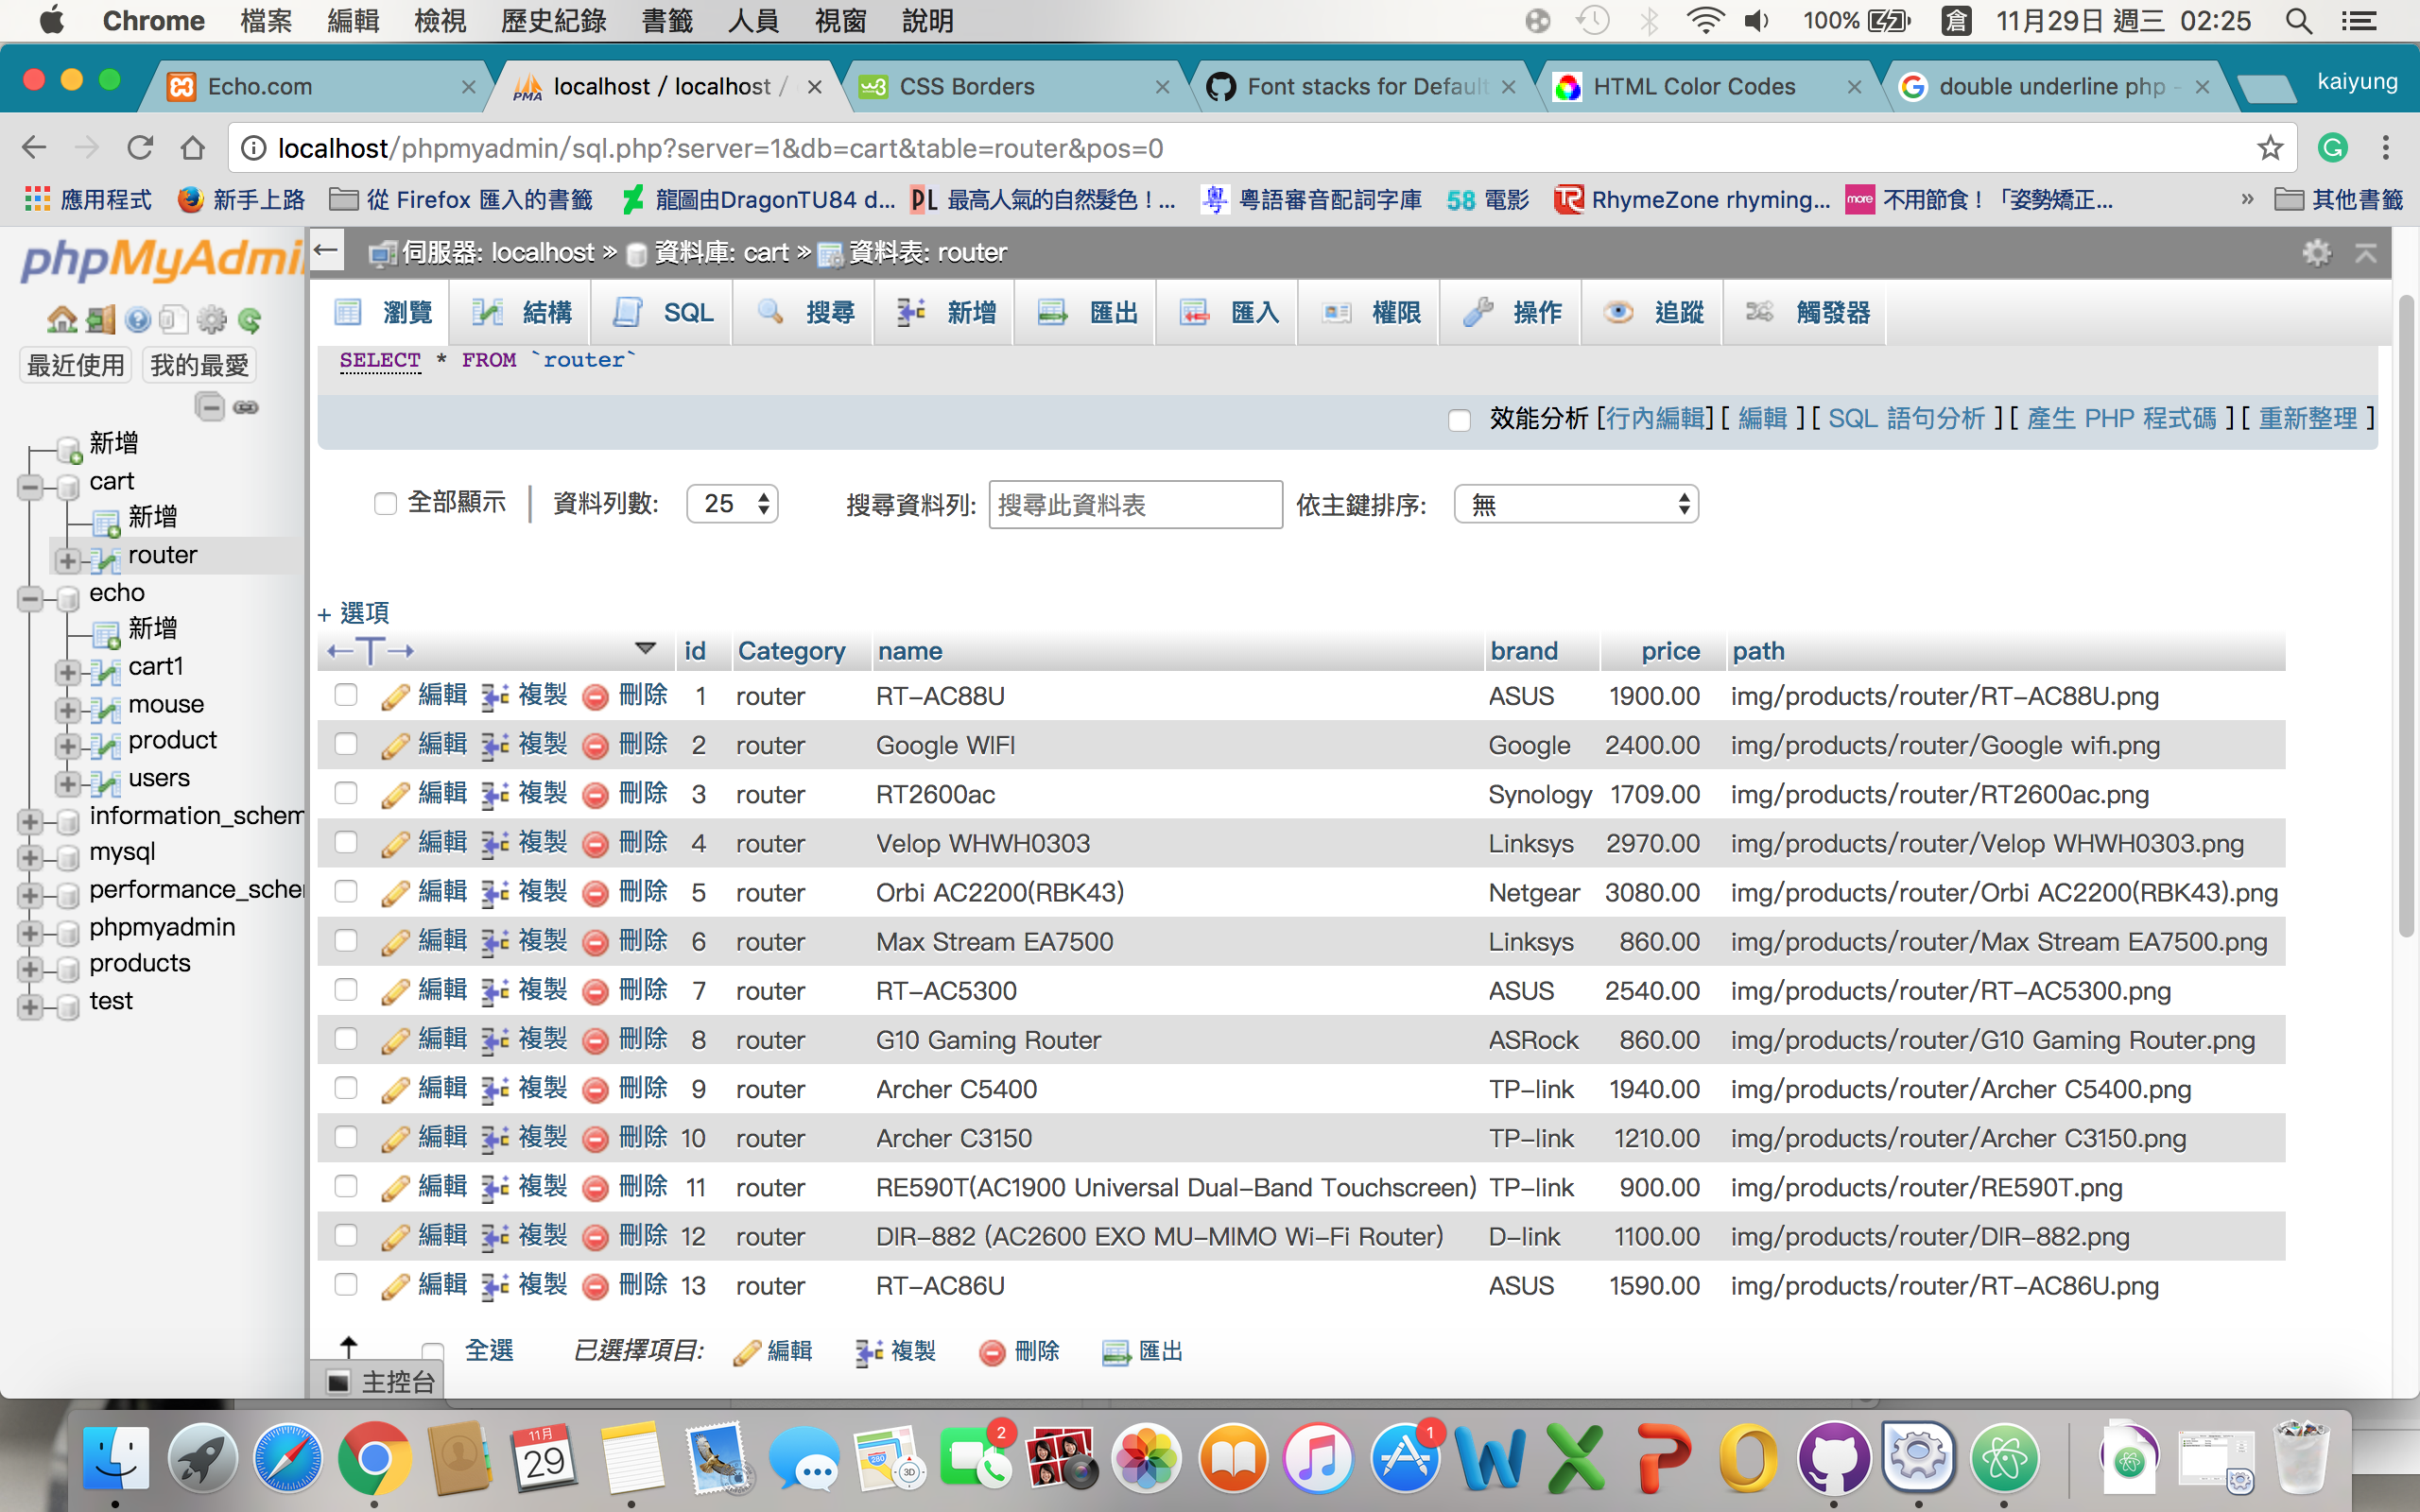 Chrome 檔案 編輯 檢視 歷史紀錄 書籤 人員 視窗 說明 100% 倉 11月29日 週三 02:25
Echo.com localhost / localhost / CSS Borders Font stacks for Default HTML Color Codes double underline php - kaiyung
localhost/phpmyadmin/sql.php?server=1&db=cart&table=router&pos=0
應用程式 新手上路 從 Firefox 匯入的書籤 龍圖由DragonTU84 d... PL 最高人氣的自然髮色！... 粵 粵語審音配詞字庫 58 電影 RhymeZone rhyming... more 不用節食！「姿勢矯正... » 其他書籤
phpMyAdmi
伺服器: localhost » 資料庫: cart » 資料表: router
瀏覽 結構 SQL 搜尋 新增 匯出 匯入 權限 操作 追蹤 觸發器
最近使用 我的最愛
新增
cart
新增
router
echo
新增
cart1
mouse
product
users
information_schem
mysql
performance_scher
phpmyadmin
products
test
SELECT * FROM `router`
效能分析 [行內編輯] [ 編輯 ] [ SQL 語句分析 ] [ 產生 PHP 程式碼 ] [ 重新整理 ]
全部顯示 資料列數: 25 搜尋資料列: 搜尋此資料表 依主鍵排序: 無
+ 選項
←T→ id Category name brand price path
編輯 複製 刪除 1 router RT-AC88U ASUS 1900.00 img/products/router/RT-AC88U.png
編輯 複製 刪除 2 router Google WIFI Google 2400.00 img/products/router/Google wifi.png
編輯 複製 刪除 3 router RT2600ac Synology 1709.00 img/products/router/RT2600ac.png
編輯 複製 刪除 4 router Velop WHWH0303 Linksys 2970.00 img/products/router/Velop WHWH0303.png
編輯 複製 刪除 5 router Orbi AC2200(RBK43) Netgear 3080.00 img/products/router/Orbi AC2200(RBK43).png
編輯 複製 刪除 6 router Max Stream EA7500 Linksys 860.00 img/products/router/Max Stream EA7500.png
編輯 複製 刪除 7 router RT-AC5300 ASUS 2540.00 img/products/router/RT-AC5300.png
編輯 複製 刪除 8 router G10 Gaming Router ASRock 860.00 img/products/router/G10 Gaming Router.png
編輯 複製 刪除 9 router Archer C5400 TP-link 1940.00 img/products/router/Archer C5400.png
編輯 複製 刪除 10 router Archer C3150 TP-link 1210.00 img/products/router/Archer C3150.png
編輯 複製 刪除 11 router RE590T(AC1900 Universal Dual-Band Touchscreen) TP-link 900.00 img/products/router/RE590T.png
編輯 複製 刪除 12 router DIR-882 (AC2600 EXO MU-MIMO Wi-Fi Router) D-link 1100.00 img/products/router/DIR-882.png
編輯 複製 刪除 13 router RT-AC86U ASUS 1590.00 img/products/router/RT-AC86U.png
全選 已選擇項目: 編輯 複製 刪除 匯出
主控台
11月 29 280 3D 2 1